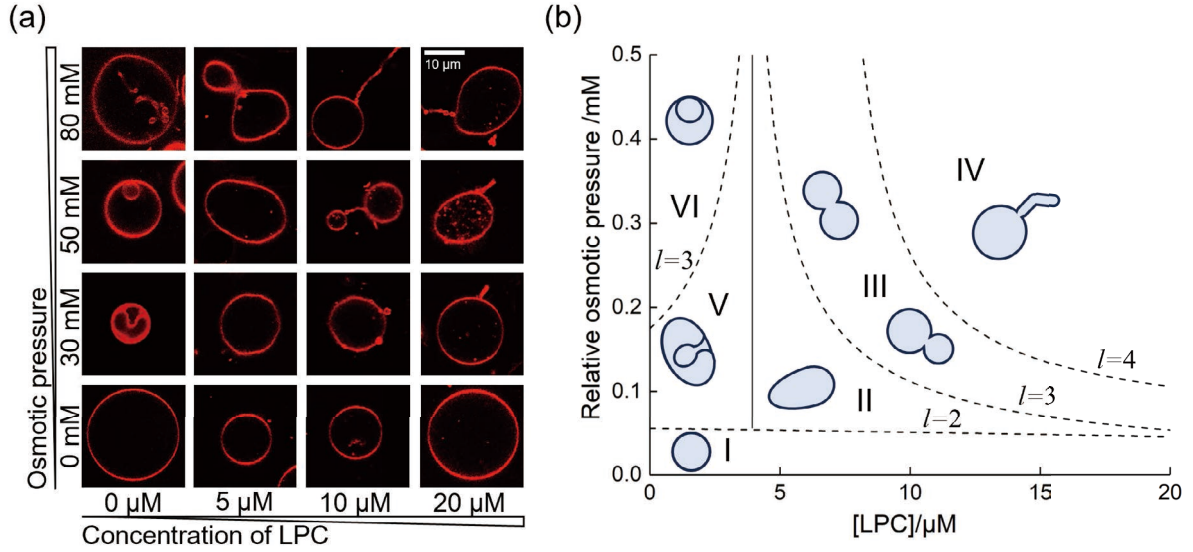 (a)
Osmotic pressure
80 mM
50 mM
30 mM
0 mM
10 µm
0 µM 5 µM 10 µM 20 µM
Concentration of LPC
(b)
Relative osmotic pressure /mM
0.5
0.4
0.3
0.2
0.1
0.0
VI
IV
l=3
V
III
l=4
l=3
II
l=2
I
0 5 10 15 20
[LPC]/µM